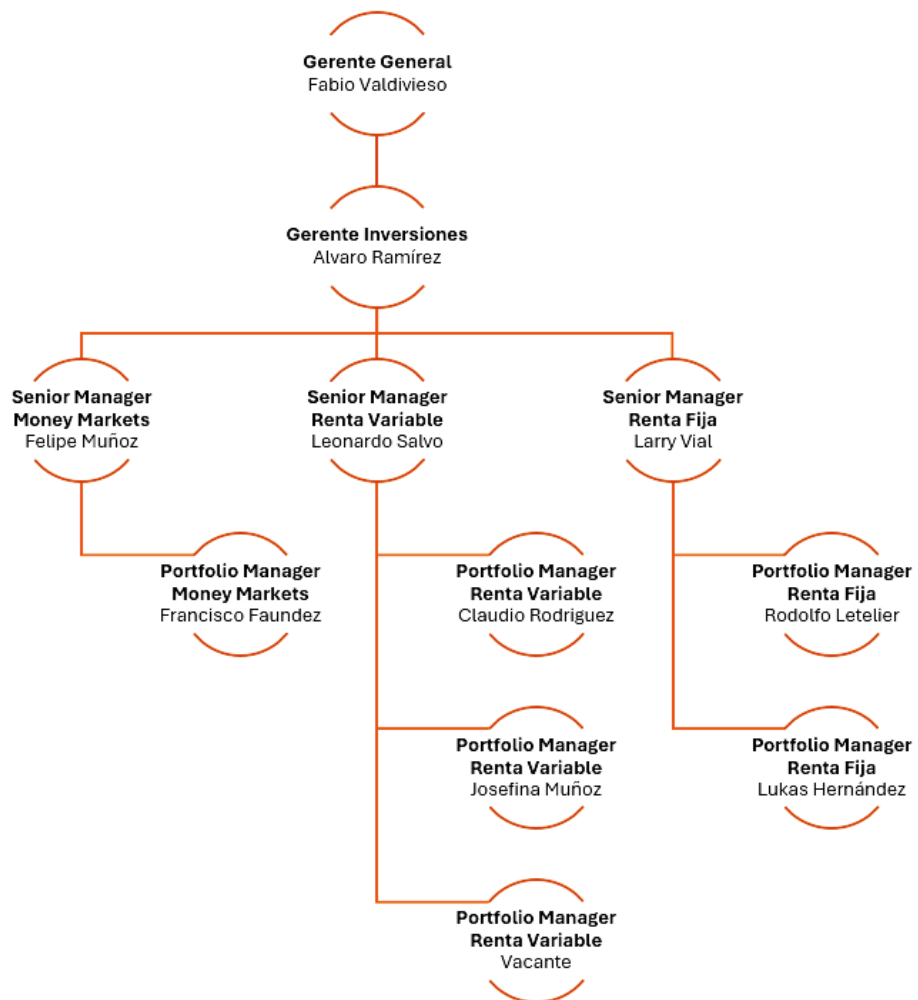 Gerente General
Fabio Valdivieso
Gerente Inversiones
Alvaro Ramírez
Senior Manager
Money Markets
Felipe Muñoz
Senior Manager
Renta Variable
Leonardo Salvo
Senior Manager
Renta Fija
Larry Vial
Portfolio Manager
Money Markets
Francisco Faundez
Portfolio Manager
Renta Variable
Claudio Rodriguez
Portfolio Manager
Renta Fija
Rodolfo Letelier
Portfolio Manager
Renta Variable
Josefina Muñoz
Portfolio Manager
Renta Fija
Lukas Hernández
Portfolio Manager
Renta Variable
Vacante